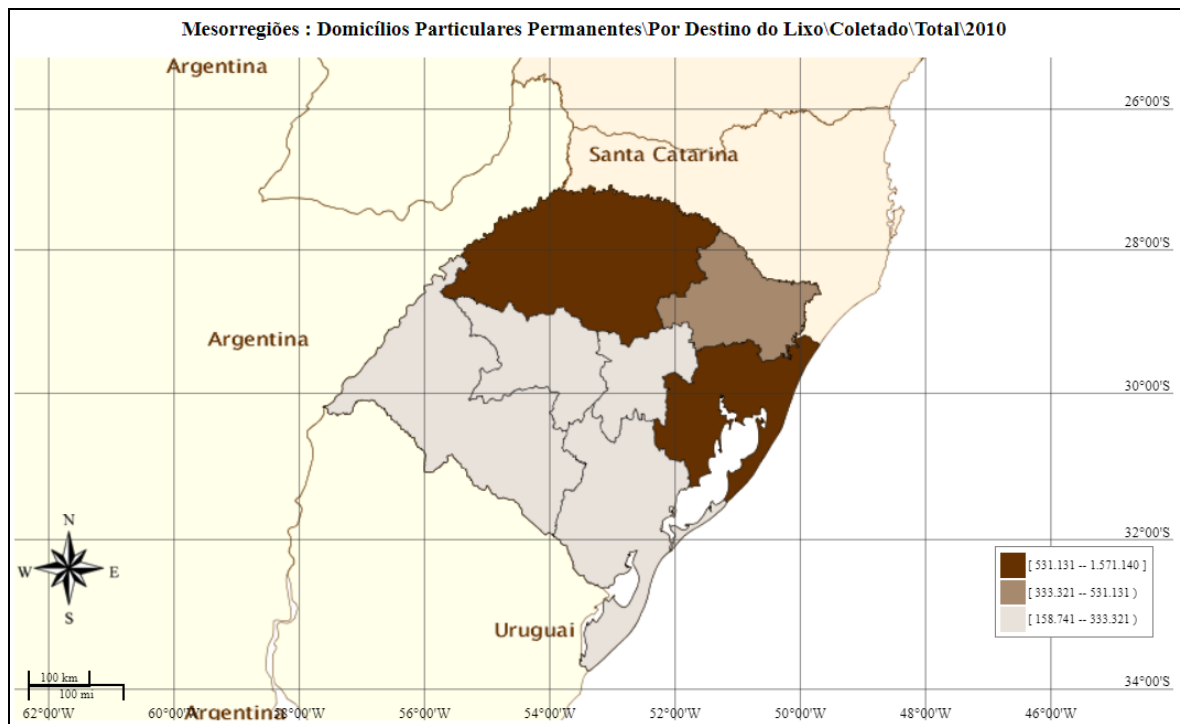 Mesorregiões : Domicílios Particulares Permanentes\Por Destino do Lixo\Coletado\Total\2010
Argentina
26°00'S
Santa Catarina
28°00'S
Argentina
30°00'S
32°00'S
N
W E
S
[ 531.131 -- 1.571.140 ]
[ 333.321 -- 531.131 )
[ 158.741 -- 333.321 )
Uruguai
100 km
100 mi
34°00'S
62°00'W 60°00'W 58°00'W 56°00'W 54°00'W 52°00'W 50°00'W 48°00'W 46°00'W
Argentina